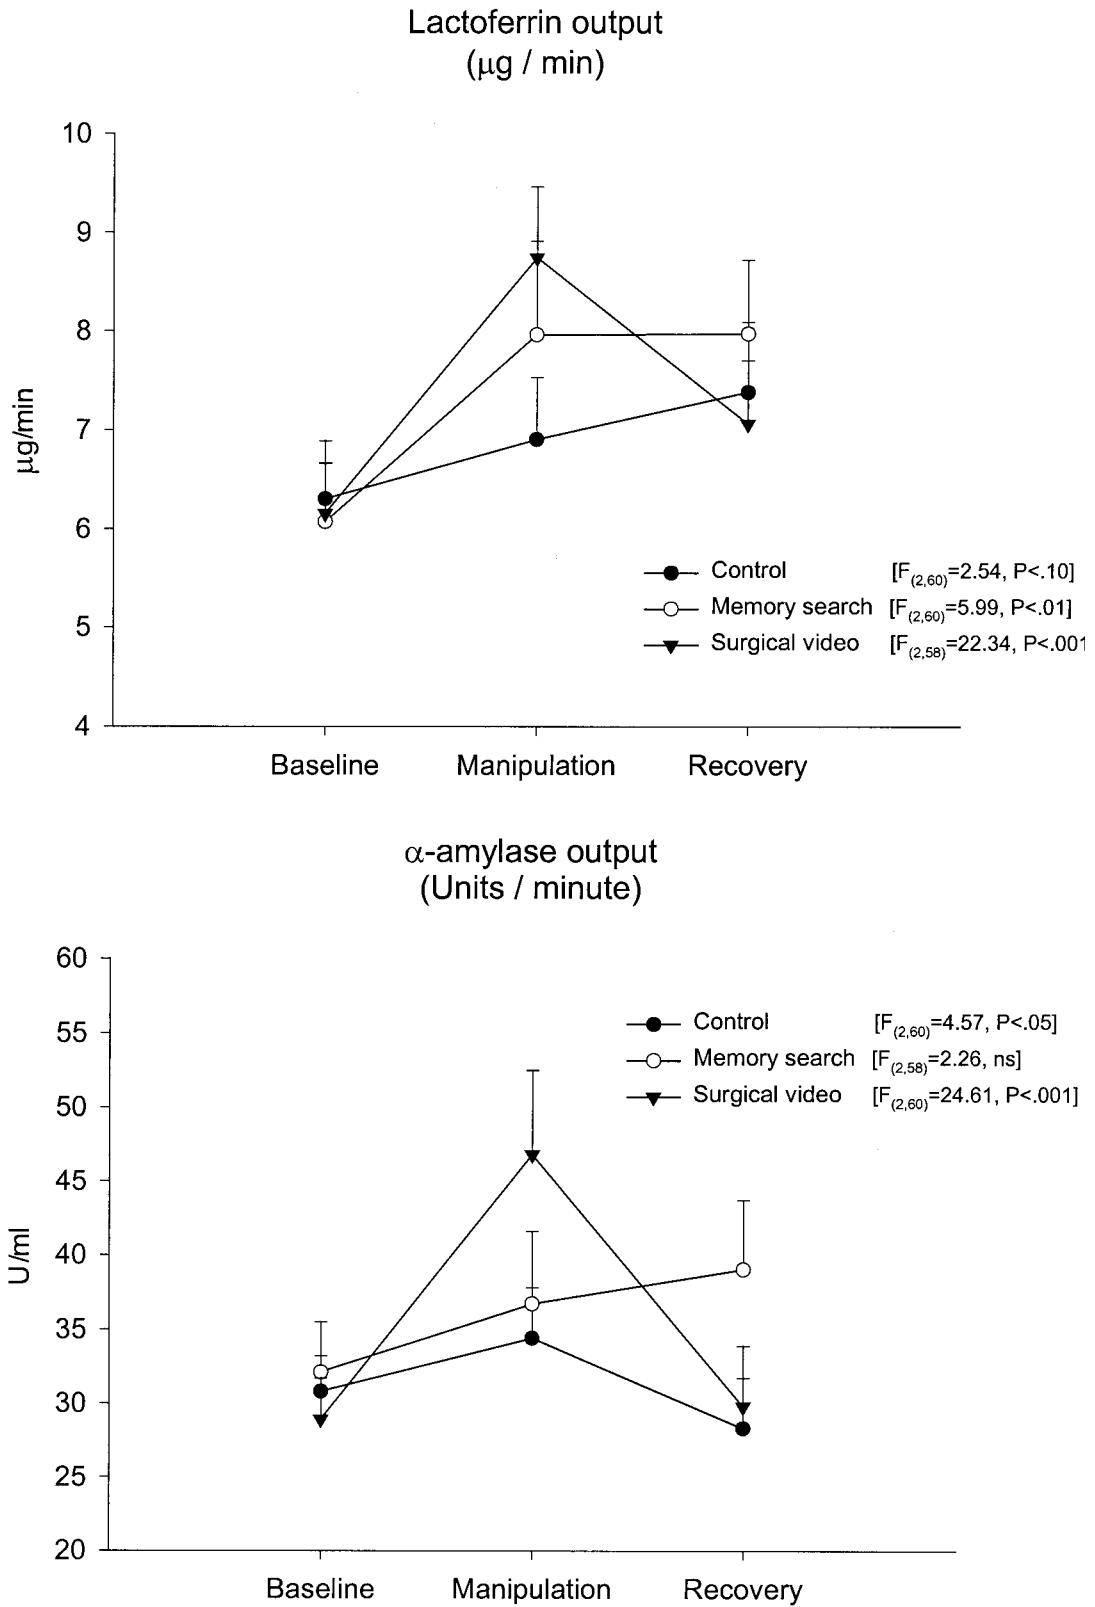 Lactoferrin output
(μg / min)
10
9
8
7
6
5
4
μg/min
Control [F(2,60)=2.54, P<.10]
Memory search [F(2,60)=5.99, P<.01]
Surgical video [F(2,58)=22.34, P<.001
Baseline Manipulation Recovery
α-amylase output
(Units / minute)
60
55
50
45
40
35
30
25
20
U/ml
Control [F(2,60)=4.57, P<.05]
Memory search [F(2,58)=2.26, ns]
Surgical video [F(2,60)=24.61, P<.001]
Baseline Manipulation Recovery